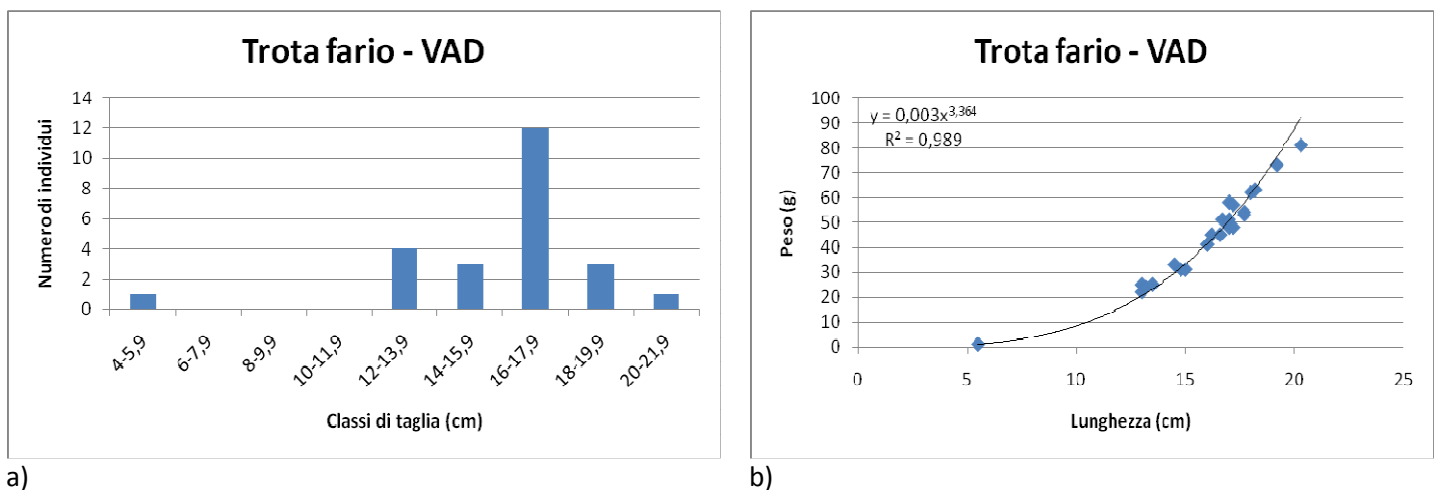 Trota fario - VAD
Numero di individui
14
12
10
8
6
4
2
0
4-5,9
6-7,9
8-9,9
10-11,9
12-13,9
14-15,9
16-17,9
18-19,9
20-21,9
Classi di taglia (cm)
a)
Trota fario - VAD
y = 0,003x^3,364
R² = 0,989
Peso (g)
100
90
80
70
60
50
40
30
20
10
0
0 5 10 15 20 25
Lunghezza (cm)
b)